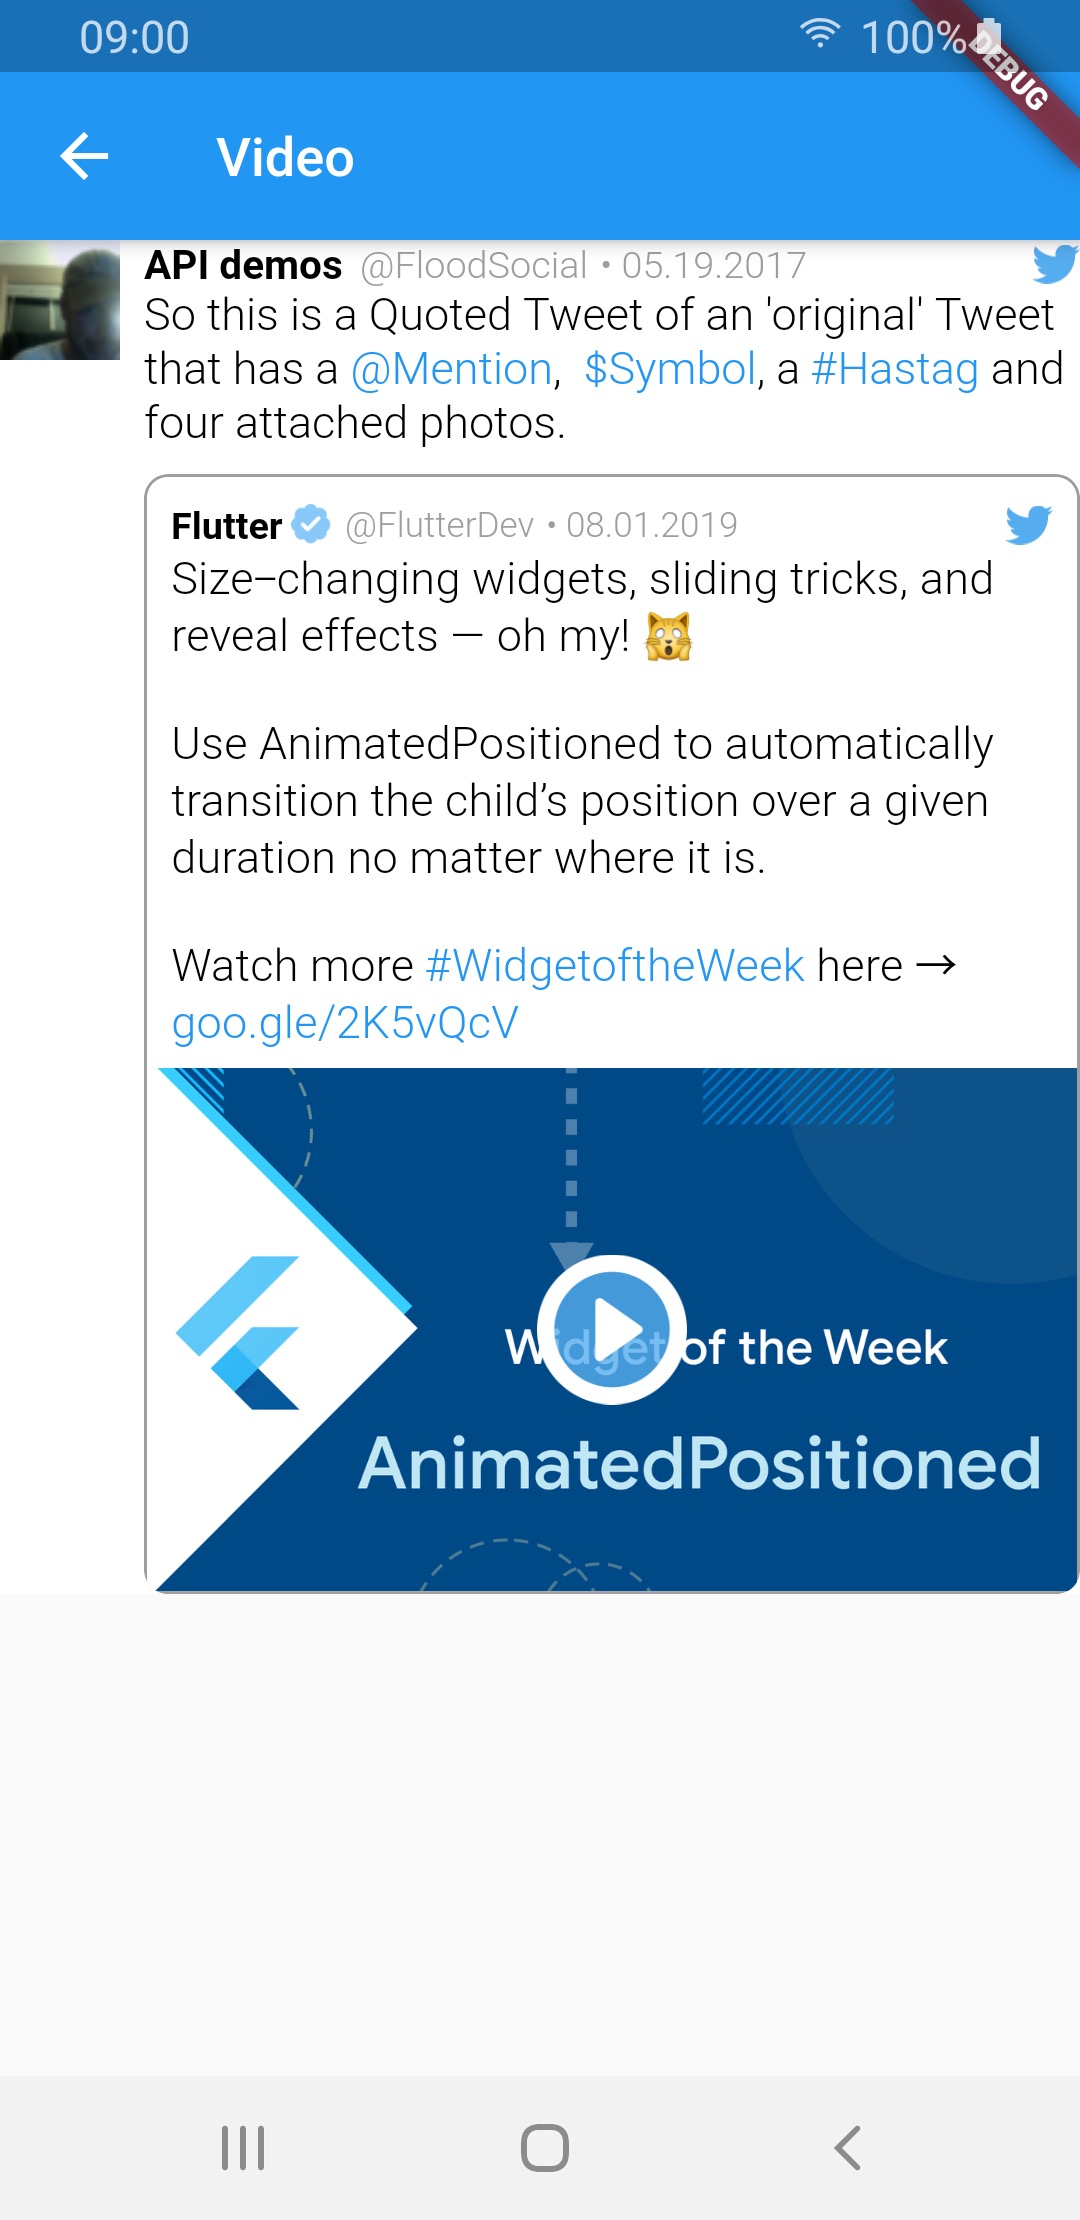 09:00 100%
DEBUG
Video
API demos @FloodSocial • 05.19.2017
So this is a Quoted Tweet of an 'original' Tweet
that has a @Mention,  $Symbol, a #Hastag and
four attached photos.
Flutter @FlutterDev • 08.01.2019
Size–changing widgets, sliding tricks, and
reveal effects — oh my! 🙀
Use AnimatedPositioned to automatically
transition the child’s position over a given
duration no matter where it is.
Watch more #WidgetoftheWeek here →
goo.gle/2K5vQcV
Widget of the Week
AnimatedPositioned